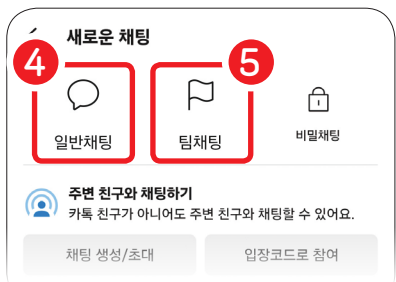 새로운 채팅
4
5
일반채팅
팀채팅
비밀채팅
주변 친구와 채팅하기
카톡 친구가 아니어도 주변 친구와 채팅할 수 있어요.
채팅 생성/초대
입장코드로 참여